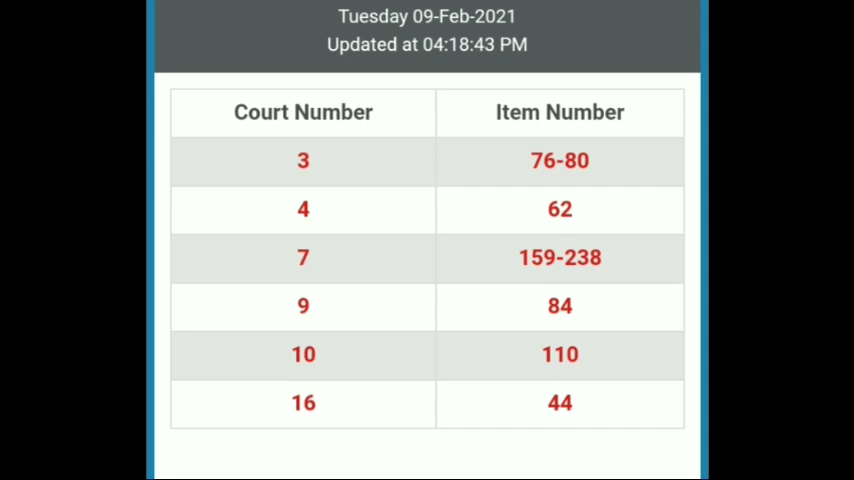 Tuesday 09-Feb-2021
Updated at 04:18:43 PM
Court Number Item Number
3 76-80
4 62
7 159-238
9 84
10 110
16 44